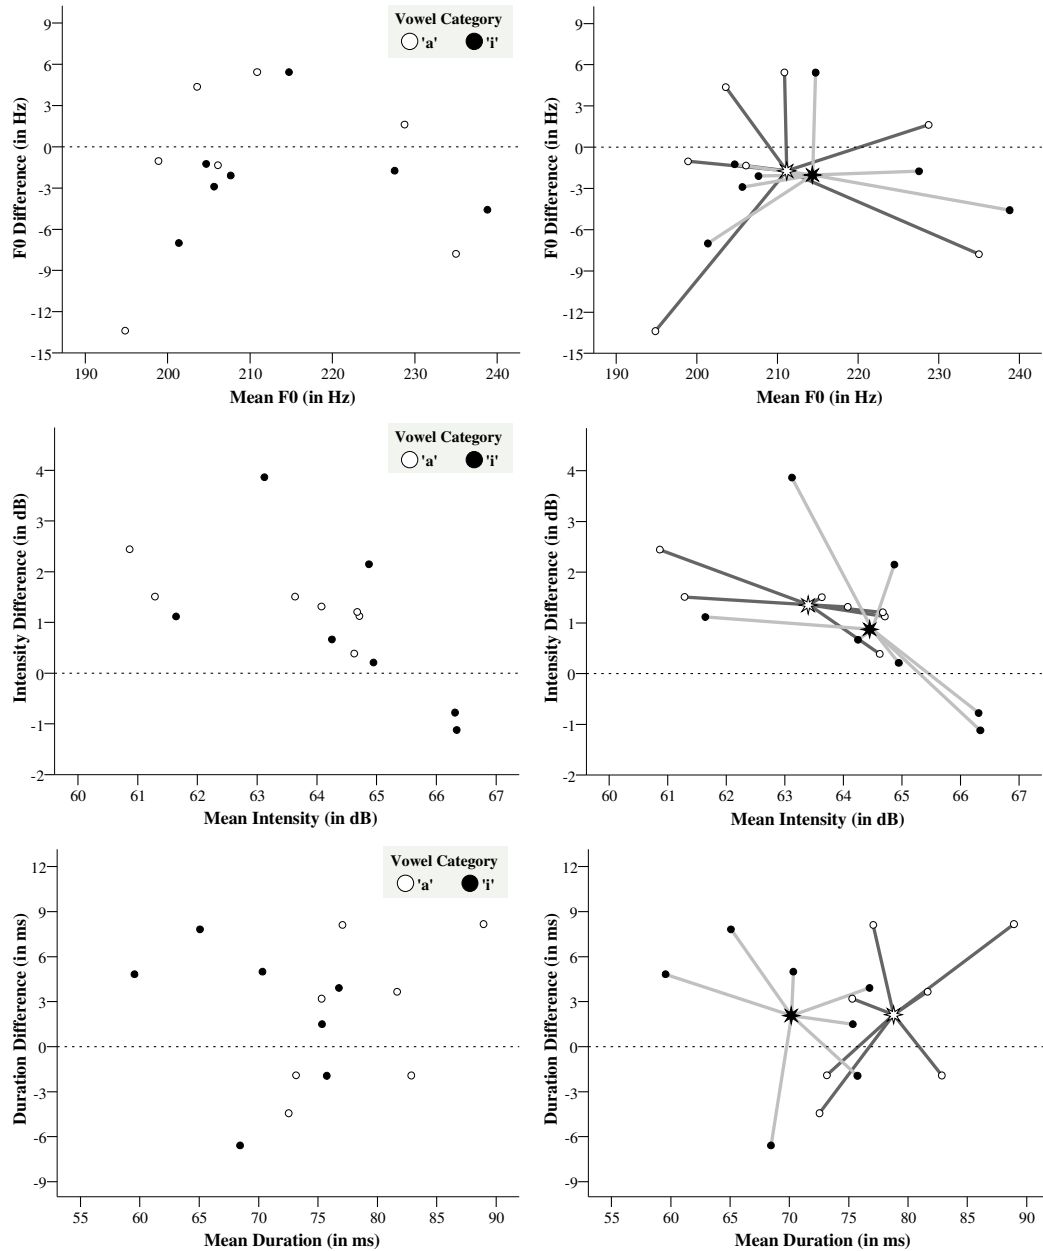 Vowel Category
'a' 'i'
F0 Difference (in Hz)
9
6
3
0
-3
-6
-9
-12
-15
190 200 210 220 230 240
Mean F0 (in Hz)
F0 Difference (in Hz)
9
6
3
0
-3
-6
-9
-12
-15
190 200 210 220 230 240
Mean F0 (in Hz)
Vowel Category
'a' 'i'
Intensity Difference (in dB)
4
3
2
1
0
-1
-2
60 61 62 63 64 65 66 67
Mean Intensity (in dB)
Intensity Difference (in dB)
4
3
2
1
0
-1
-2
60 61 62 63 64 65 66 67
Mean Intensity (in dB)
Vowel Category
'a' 'i'
Duration Difference (in ms)
12
9
6
3
0
-3
-6
-9
55 60 65 70 75 80 85 90
Mean Duration (in ms)
Duration Difference (in ms)
12
9
6
3
0
-3
-6
-9
55 60 65 70 75 80 85 90
Mean Duration (in ms)